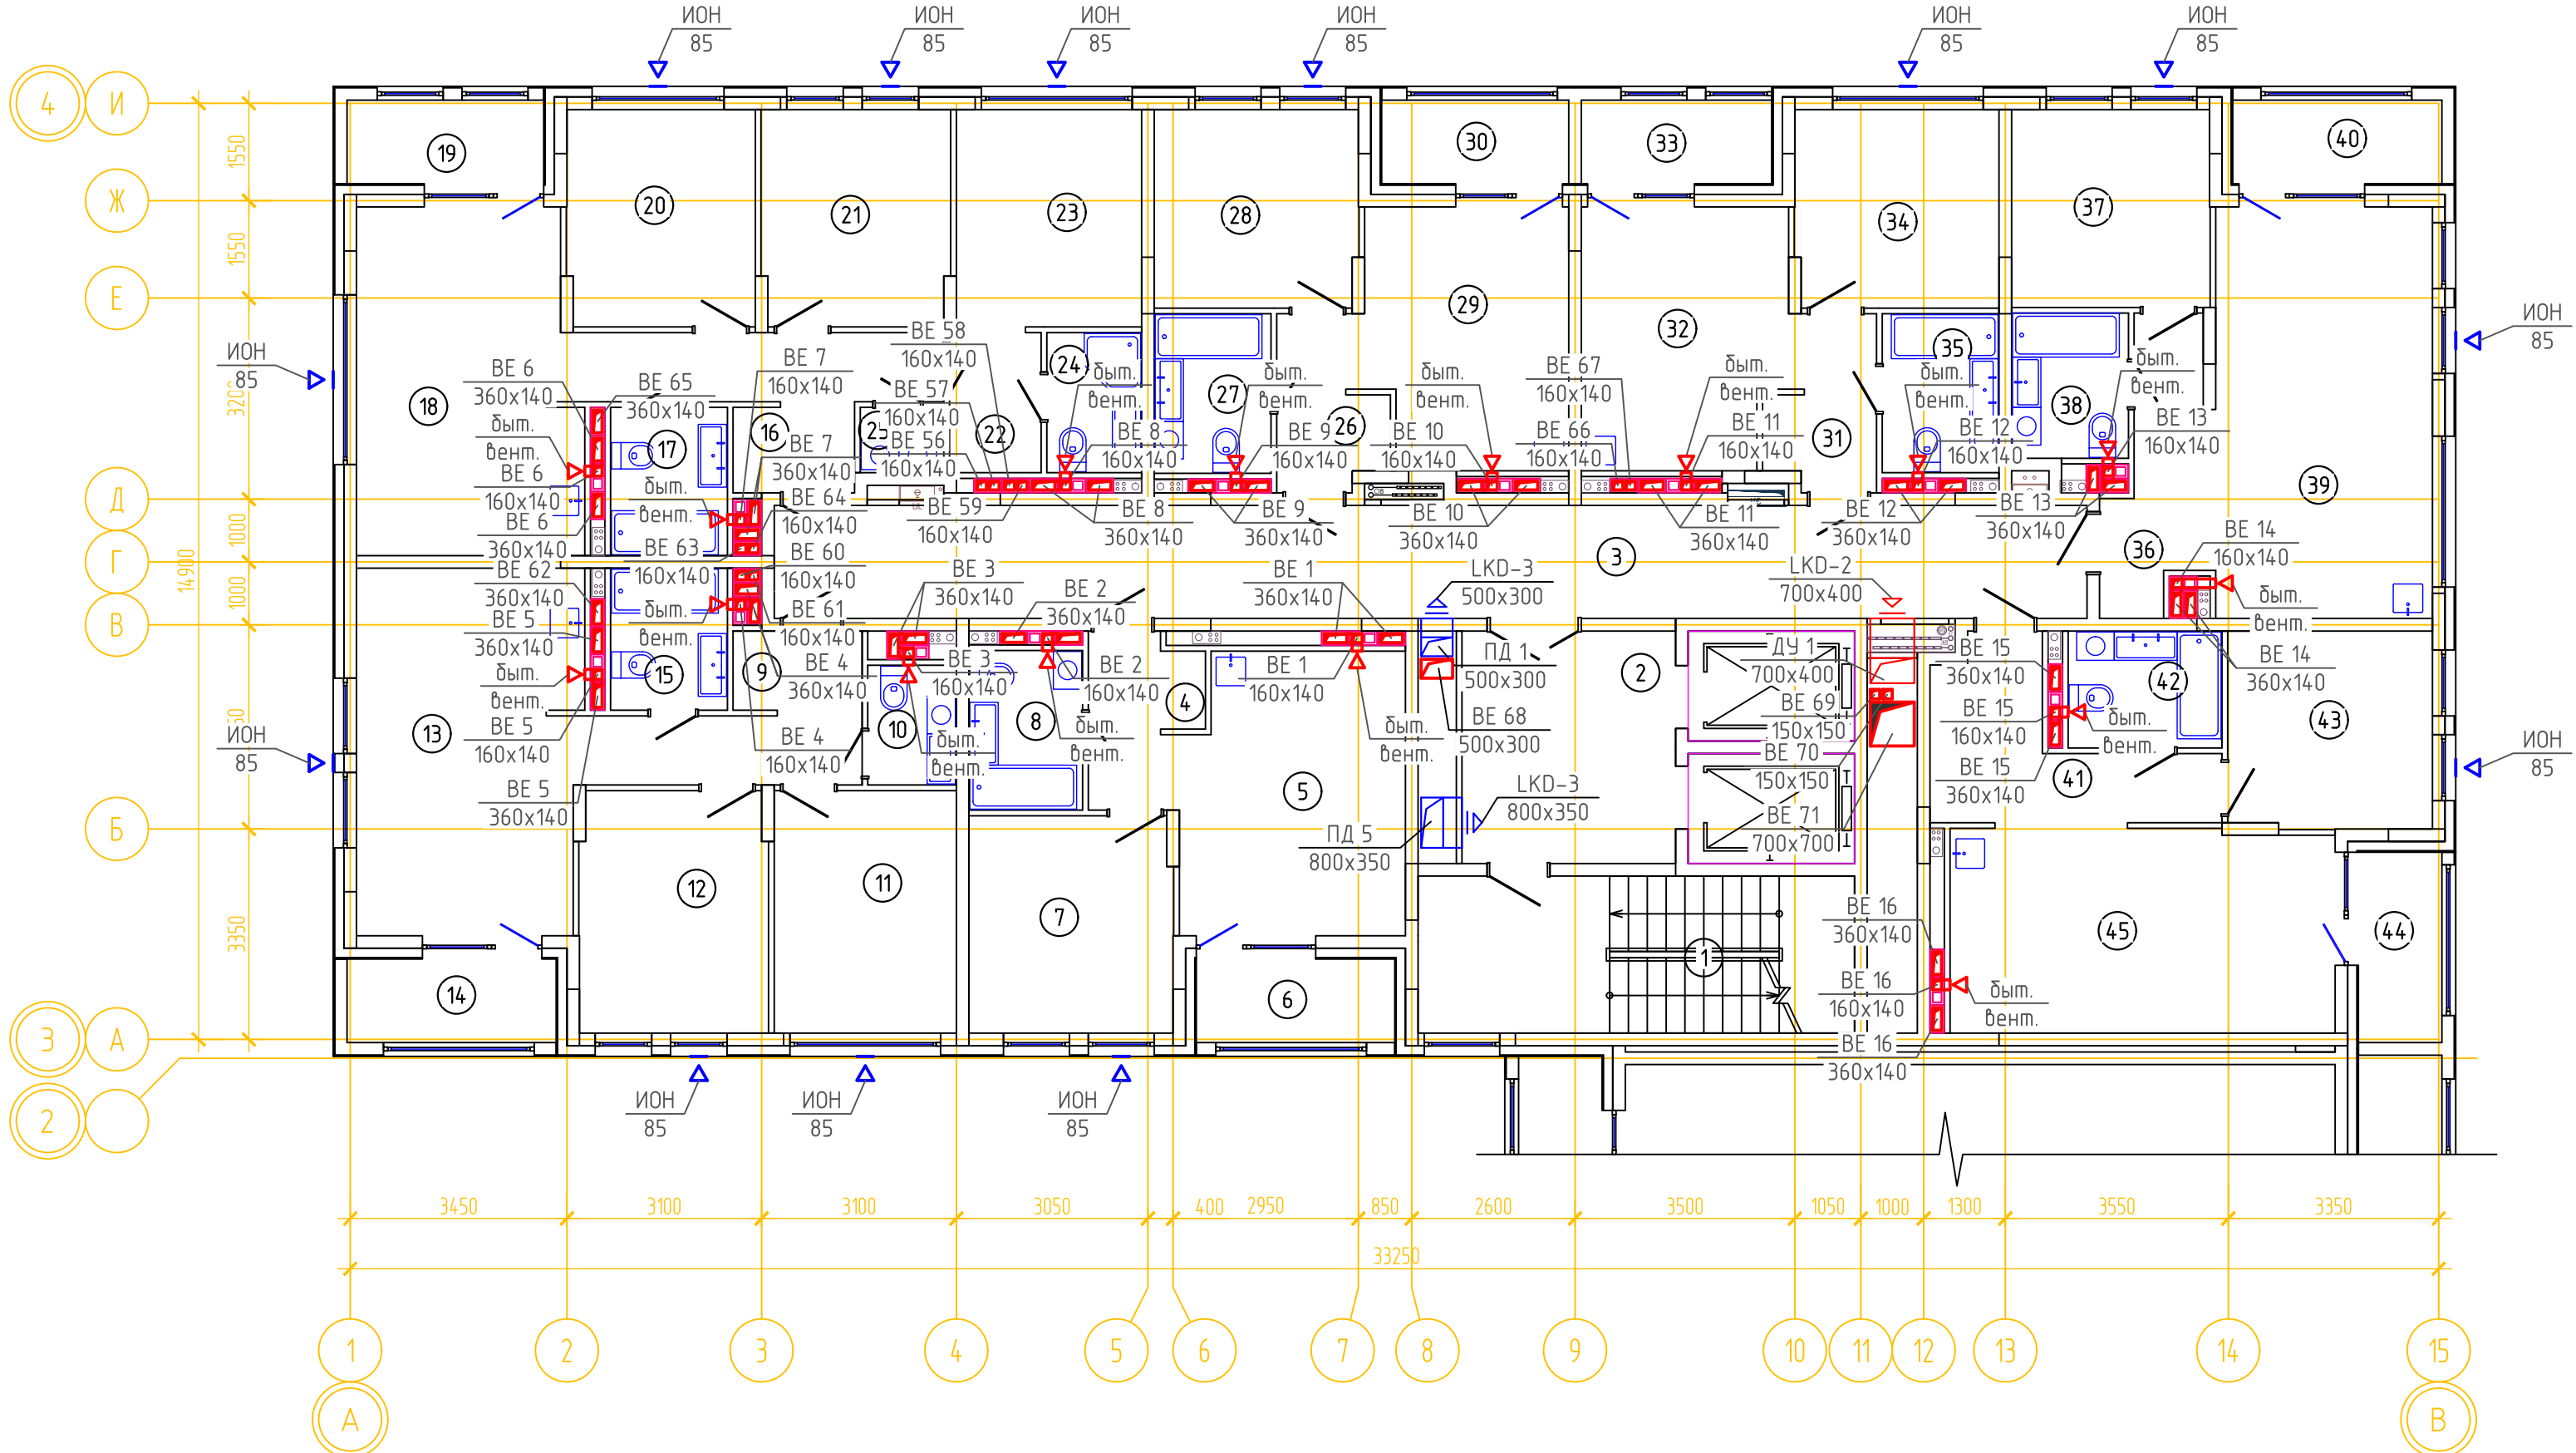 ИОН ИОН ИОН ИОН ИОН ИОН
85 85 85 85 85 85
4 И
19 30 33 40
1550
Ж
20 21 23 28 34 37
1550
Е
29 32
ИОН
85
ИОН
85
3200
18
ВЕ 6
360х140
ВЕ 65
360х140
ВЕ 7
160х140
ВЕ 58
160х140
ВЕ 57
160х140
24
быт.
вент.
27
быт.
вент.
быт.
вент.
ВЕ 67
160х140
быт.
вент.
35
быт.
вент.
38
быт.
вент.
быт.
вент.
17
16
ВЕ 7
360х140
25
ВЕ 56
160х140
22
ВЕ 8
160х140
ВЕ 9
160х140
26
ВЕ 10
160х140
ВЕ 66
160х140
ВЕ 11
160х140
31
ВЕ 12
160х140
ВЕ 13
160х140
39
Д
ВЕ 6
160х140
быт.
вент.
ВЕ 64
160х140
ВЕ 59
160х140
ВЕ 8
360х140
ВЕ 9
360х140
ВЕ 10
360х140
ВЕ 11
360х140
ВЕ 12
360х140
ВЕ 13
360х140
1000
14900
ВЕ 6
360х140
ВЕ 63
160х140
ВЕ 60
160х140
3
36
ВЕ 14
160х140
Г
ВЕ 62
360х140
ВЕ 3
360х140
ВЕ 2
360х140
ВЕ 1
360х140
LKD-3
500х300
LKD-2
700х400
1000
быт.
вент.
ВЕ 61
160х140
быт.
вент.
В
ВЕ 5
360х140
ВЕ 4
360х140
ВЕ 3
160х140
ВЕ 2
160х140
ВЕ 1
160х140
ПД 1
500х300
2
ДУ 1
700х400
ВЕ 15
360х140
ВЕ 14
360х140
быт.
вент.
15
9
10
8
4
42
ВЕ 68
500х300
ВЕ 69
150х150
ВЕ 15
160х140
быт.
вент.
43
13
ВЕ 5
160х140
ВЕ 4
160х140
быт.
вент.
быт.
вент.
быт.
вент.
ВЕ 70
150х150
ИОН
85
ИОН
85
ВЕ 5
360х140
5
LKD-3
800х350
ВЕ 15
360х140
41
Б
ПД 5
800х350
ВЕ 71
700х700
12 11 7
3350
ВЕ 16
360х140
45 44
1
14 6
ВЕ 16
160х140
быт.
вент.
3 А
ВЕ 16
360х140
2
ИОН ИОН ИОН
85 85 85
3450 3100 3100 3050 400 2950 850 2600 3500 1050 1000 1300 3550 3350
33250
1 2 3 4 5 6 7 8 9 10 11 12 13 14 15
А В